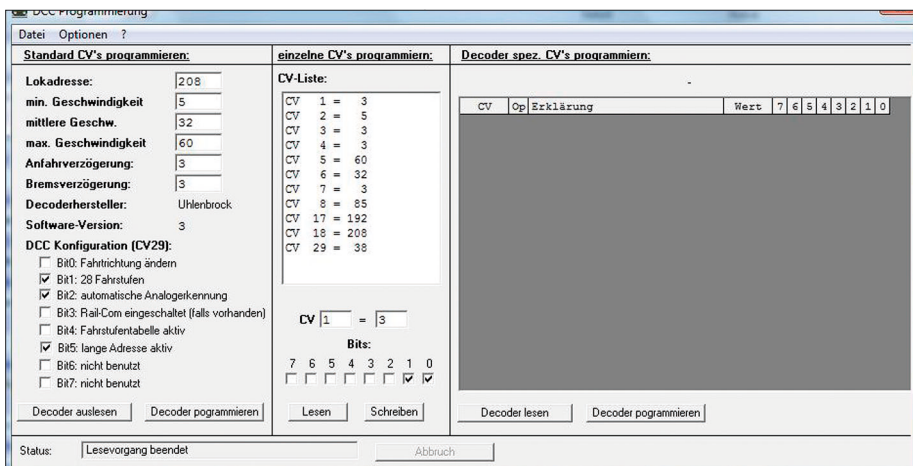 DCC Programmierung
Datei Optionen ?
Standard CV's programmieren:
Lokadresse: 208
min. Geschwindigkeit 5
mittlere Geschw. 32
max. Geschwindigkeit 60
Anfahrverzögerung: 3
Bremsverzögerung: 3
Decoderhersteller: Uhlenbrock
Software-Version: 3
DCC Konfiguration (CV29):
Bit0: Fahrtrichtung ändern
Bit1: 28 Fahrstufen
Bit2: automatische Analogerkennung
Bit3: Rail-Com eingeschaltet (falls vorhanden)
Bit4: Fahrstufentabelle aktiv
Bit5: lange Adresse aktiv
Bit6: nicht benutzt
Bit7: nicht benutzt
Decoder auslesen Decoder pogrammieren
einzelne CV's programmiern:
CV-Liste:
CV 1 = 3
CV 2 = 5
CV 3 = 3
CV 4 = 3
CV 5 = 60
CV 6 = 32
CV 7 = 3
CV 8 = 85
CV 17 = 192
CV 18 = 208
CV 29 = 38
CV 1 = 3
Bits:
7 6 5 4 3 2 1 0
Lesen Schreiben
Decoder spez. CV's programmiern:
-
CV Op Erklärung Wert 7 6 5 4 3 2 1 0
Decoder lesen Decoder pogrammieren
Status: Lesevorgang beendet Abbruch